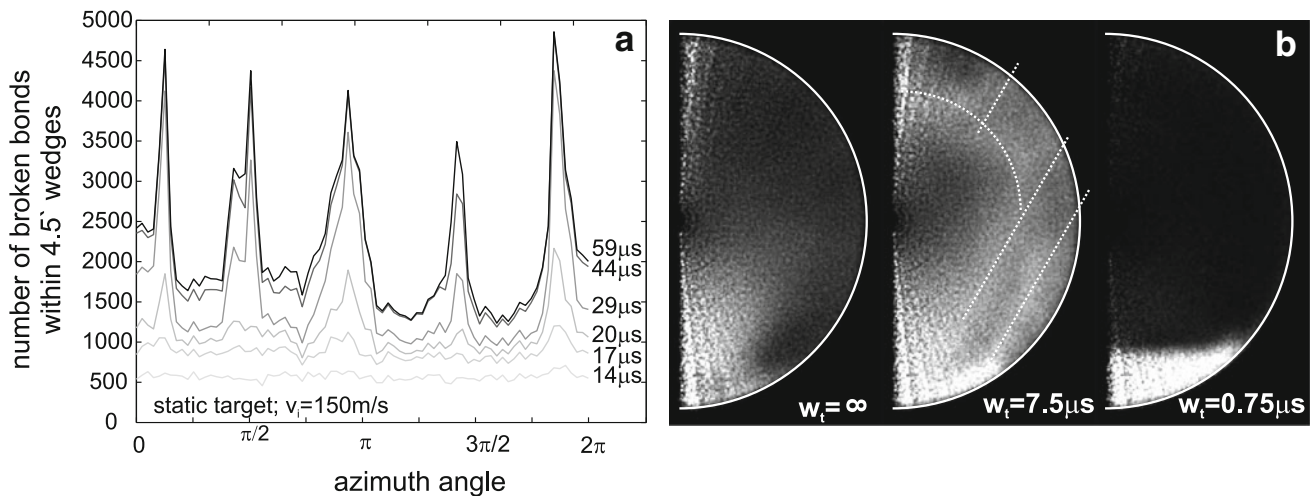 a
number of broken bonds
within 4.5` wedges
5000
4500
4000
3500
3000
2500
2000
1500
1000
500
0
59μs
44μs
29μs
20μs
17μs
14μs
static target; vᵢ=150m/s
0
π/2
π
3π/2
2π
azimuth angle
b
wₜ=∞
wₜ=7.5μs
wₜ=0.75μs